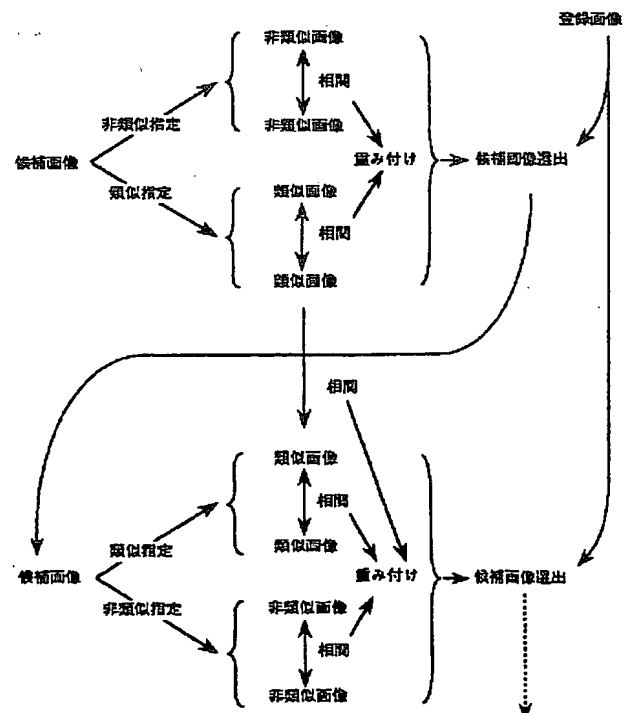 登録画像
非類似画像
相関
非類似指定
非類似画像
候補画像
重み付け
候補画像選出
類似指定
類似画像
相関
類似画像
相関
類似画像
相関
類似指定
類似画像
候補画像
重み付け
候補画像選出
非類似指定
非類似画像
相関
非類似画像